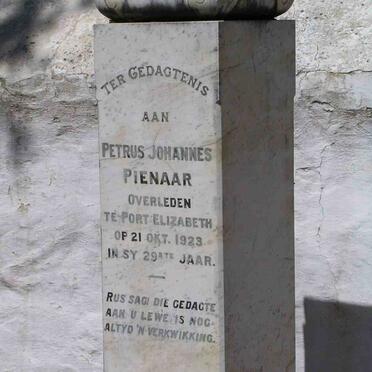 TER GEDAGTENIS
AAN
PETRUS JOHANNES
PIENAAR
OVERLEDEN
TE PORT ELIZABETH
OP 21 OKT. 1923
IN SY 29STE JAAR.
RUS SAG! DIE GEDAGTE
AAN U LEWE, IS NOG-
ALTYD 'N VERKWIKKING.